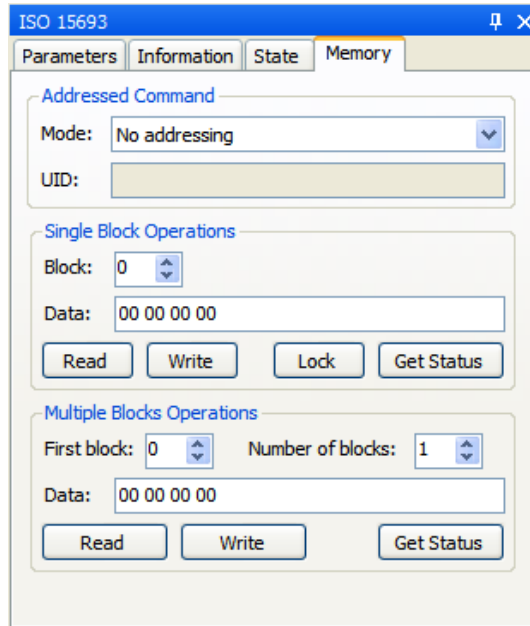 ISO 15693
Parameters Information State Memory
Addressed Command
Mode: No addressing
UID:
Single Block Operations
Block: 0
Data: 00 00 00 00
Read Write Lock Get Status
Multiple Blocks Operations
First block: 0 Number of blocks: 1
Data: 00 00 00 00
Read Write Get Status